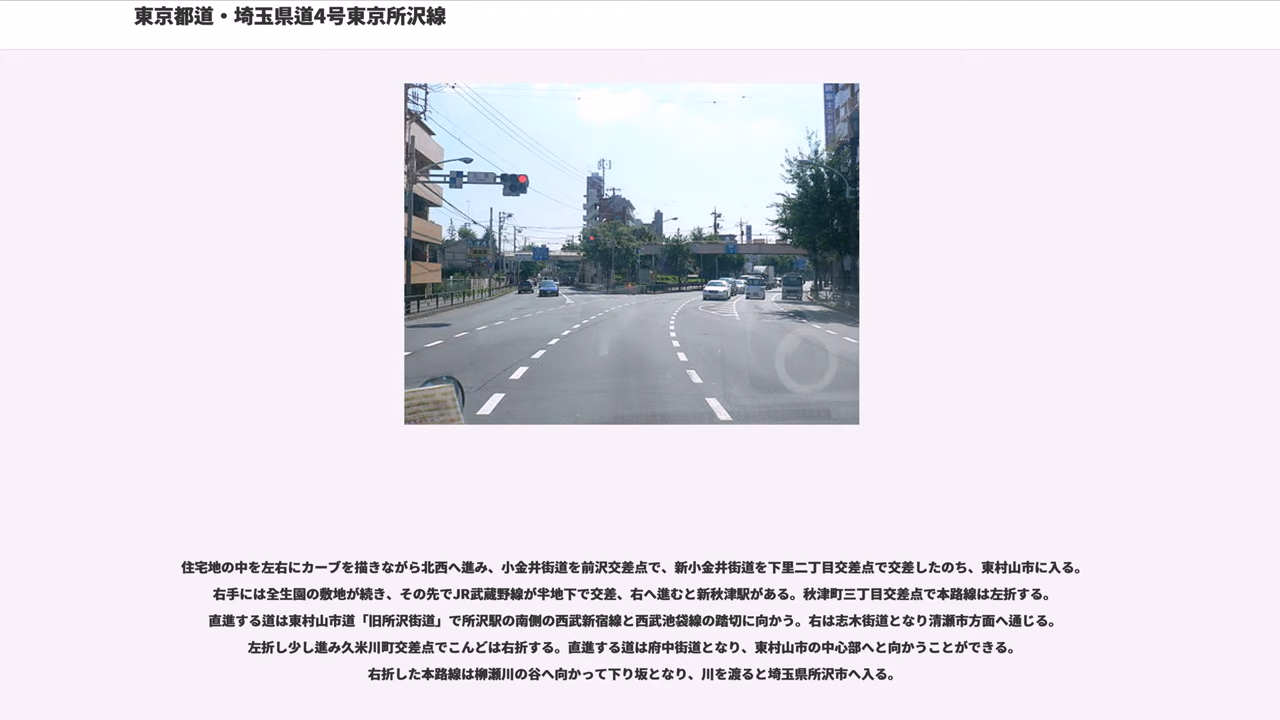 東京都道・埼玉県道4号東京所沢線
住宅地の中を左右にカーブを描きながら北西へ進み、小金井街道を前沢交差点で、新小金井街道を下里二丁目交差点で交差したのち、東村山市に入る。
右手には全生園の敷地が続き、その先でJR武蔵野線が半地下で交差、右へ進むと新秋津駅がある。秋津町三丁目交差点で本路線は左折する。
直進する道は東村山市道「旧所沢街道」で所沢駅の南側の西武新宿線と西武池袋線の踏切に向かう。右は志木街道となり清瀬市方面へ通じる。
左折し少し進み久米川町交差点でこんどは右折する。直進する道は府中街道となり、東村山市の中心部へと向かうことができる。
右折した本路線は柳瀬川の谷へ向かって下り坂となり、川を渡ると埼玉県所沢市へ入る。